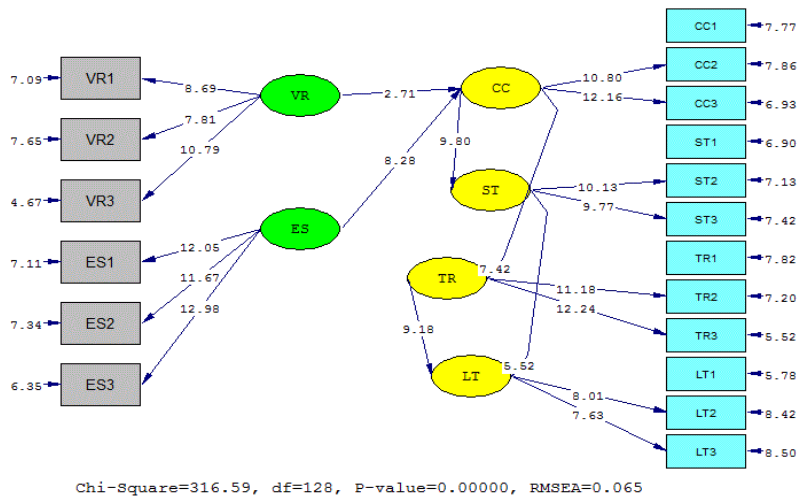 CC1 7.77
7.09 VR1 8.69 VR 2.71 CC 10.80 CC2 7.86
12.16 CC3 6.93
7.65 VR2 7.81
10.79 9.80 ST1 6.90
8.28
4.67 VR3 ST 10.13 ST2 7.13
9.77 ST3 7.42
ES
7.11 ES1 12.05 7.42 TR1 7.82
11.67 TR 11.18 TR2 7.20
12.98 12.24
7.34 ES2 9.18 TR3 5.52
5.52
6.35 ES3 LT LT1 5.78
8.01 LT2 8.42
7.63
LT3 8.50
Chi-Square=316.59, df=128, P-value=0.00000, RMSEA=0.065